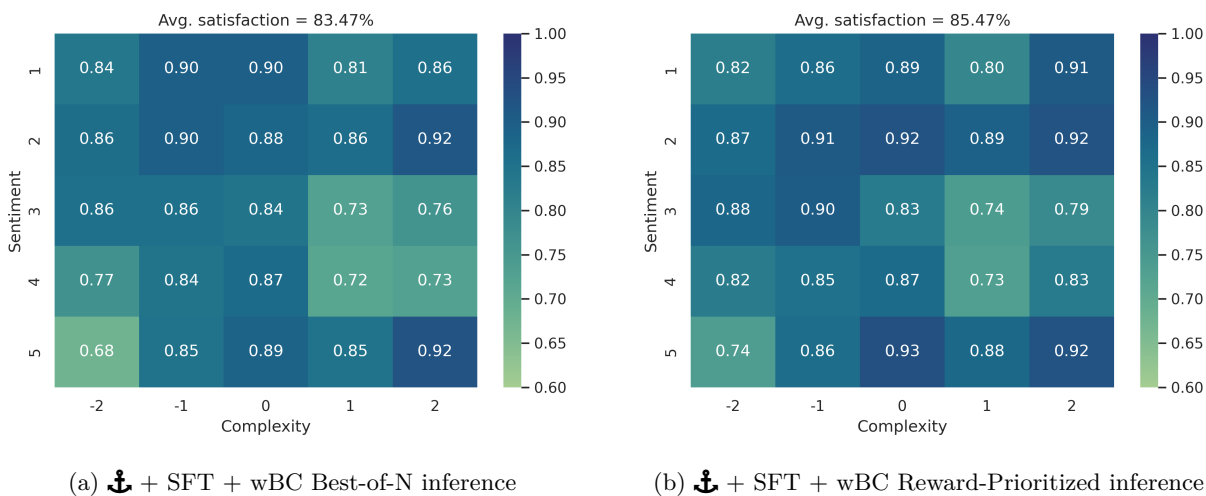 Avg. satisfaction = 83.47%
1 0.84 0.90 0.90 0.81 0.86
2 0.86 0.90 0.88 0.86 0.92
3 0.86 0.86 0.84 0.73 0.76
4 0.77 0.84 0.87 0.72 0.73
5 0.68 0.85 0.89 0.85 0.92
-2 -1 0 1 2
Complexity
Sentiment
1.00
0.95
0.90
0.85
0.80
0.75
0.70
0.65
0.60
(a) ⚓ + SFT + wBC Best-of-N inference
Avg. satisfaction = 85.47%
1 0.82 0.86 0.89 0.80 0.91
2 0.87 0.91 0.92 0.89 0.92
3 0.88 0.90 0.83 0.74 0.79
4 0.82 0.85 0.87 0.73 0.83
5 0.74 0.86 0.93 0.88 0.92
-2 -1 0 1 2
Complexity
Sentiment
1.00
0.95
0.90
0.85
0.80
0.75
0.70
0.65
0.60
(b) ⚓ + SFT + wBC Reward-Prioritized inference